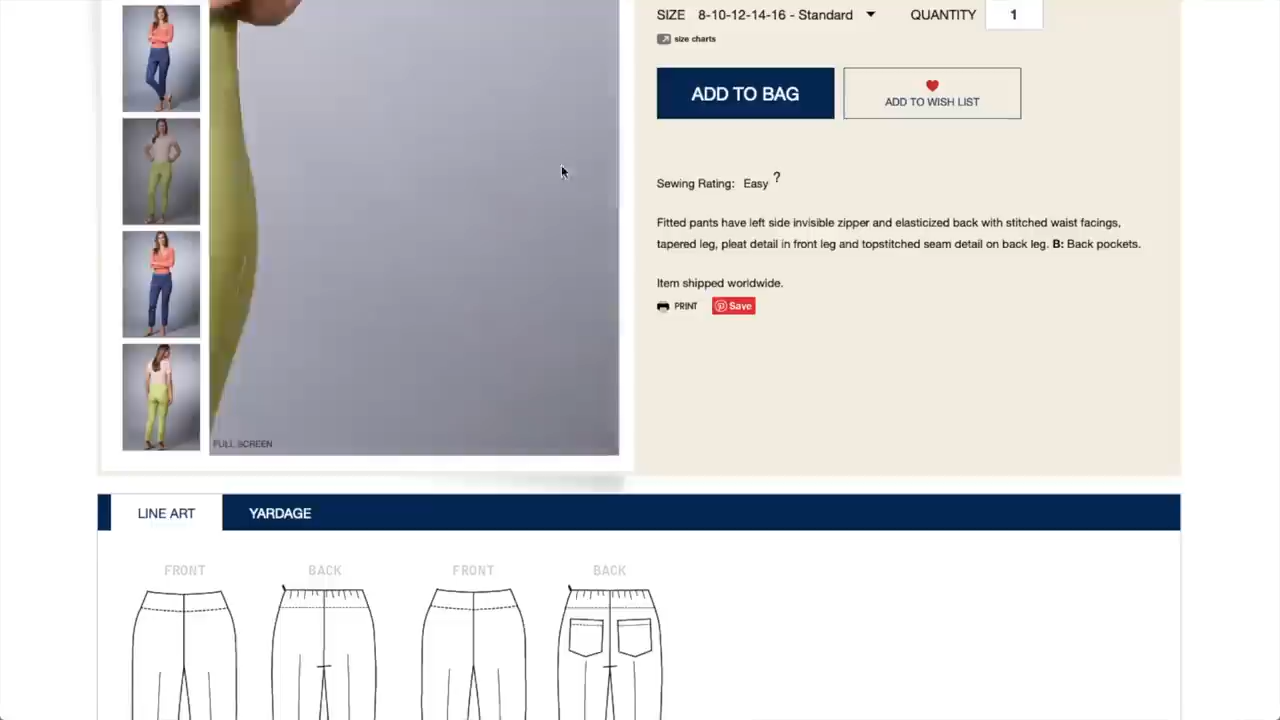 SIZE 8-10-12-14-16 - Standard QUANTITY 1
size charts
ADD TO BAG
ADD TO WISH LIST
Sewing Rating: Easy ?
Fitted pants have left side invisible zipper and elasticized back with stitched waist facings,
tapered leg, pleat detail in front leg and topstitched seam detail on back leg. B: Back pockets.
Item shipped worldwide.
PRINT Save
FULL SCREEN
LINE ART YARDAGE
FRONT BACK FRONT BACK